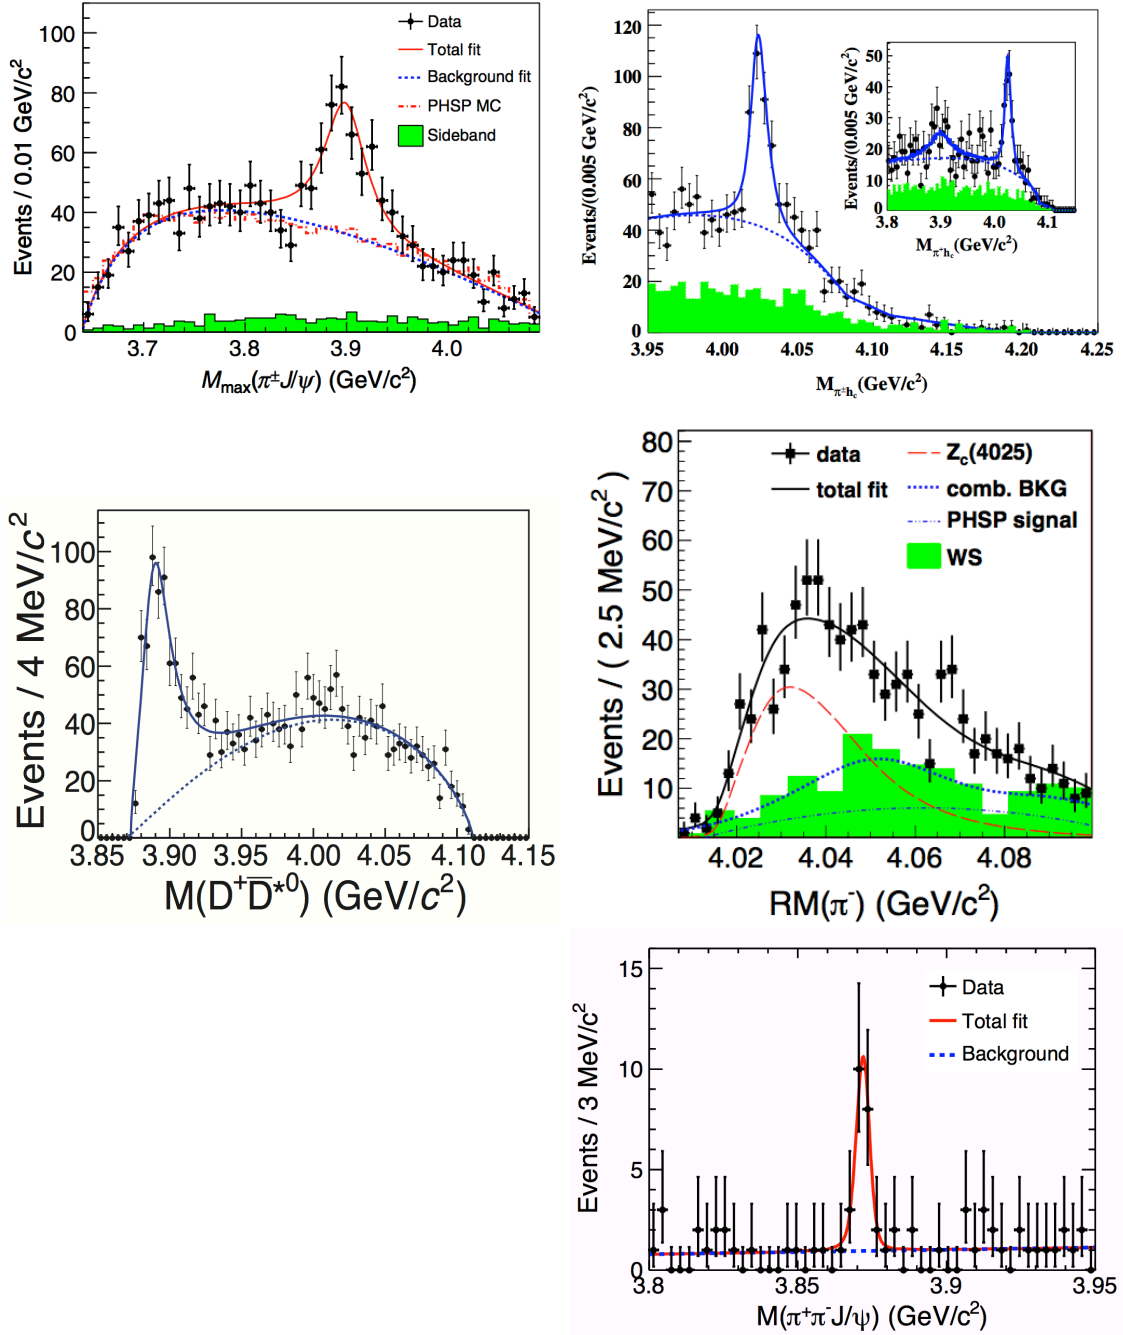 Events / 0.01 GeV/c²
100
80
60
40
20
0
3.7 3.8 3.9 4.0
M_max(π±J/ψ) (GeV/c²)
Data
Total fit
Background fit
PHSP MC
Sideband
Events/(0.005 GeV/c²)
120
100
80
60
40
20
0
3.95 4.00 4.05 4.10 4.15 4.20 4.25
M_π±h_c(GeV/c²)
Events/(0.005 GeV/c²)
50
40
30
20
10
0
3.8 3.9 4.0 4.1
M_π⁺h_c(GeV/c²)
Events / 4 MeV/c²
100
80
60
40
20
0
3.85 3.90 3.95 4.00 4.05 4.10 4.15
M(D⁺D̅*⁰) (GeV/c²)
Events / ( 2.5 MeV/c² )
80
70
60
50
40
30
20
10
4.02 4.04 4.06 4.08
RM(π⁻) (GeV/c²)
data
total fit
Z_c(4025)
comb. BKG
PHSP signal
WS
Events / 3 MeV/c²
15
10
5
0
3.8 3.85 3.9 3.95
M(π⁺π⁻J/ψ) (GeV/c²)
Data
Total fit
Background